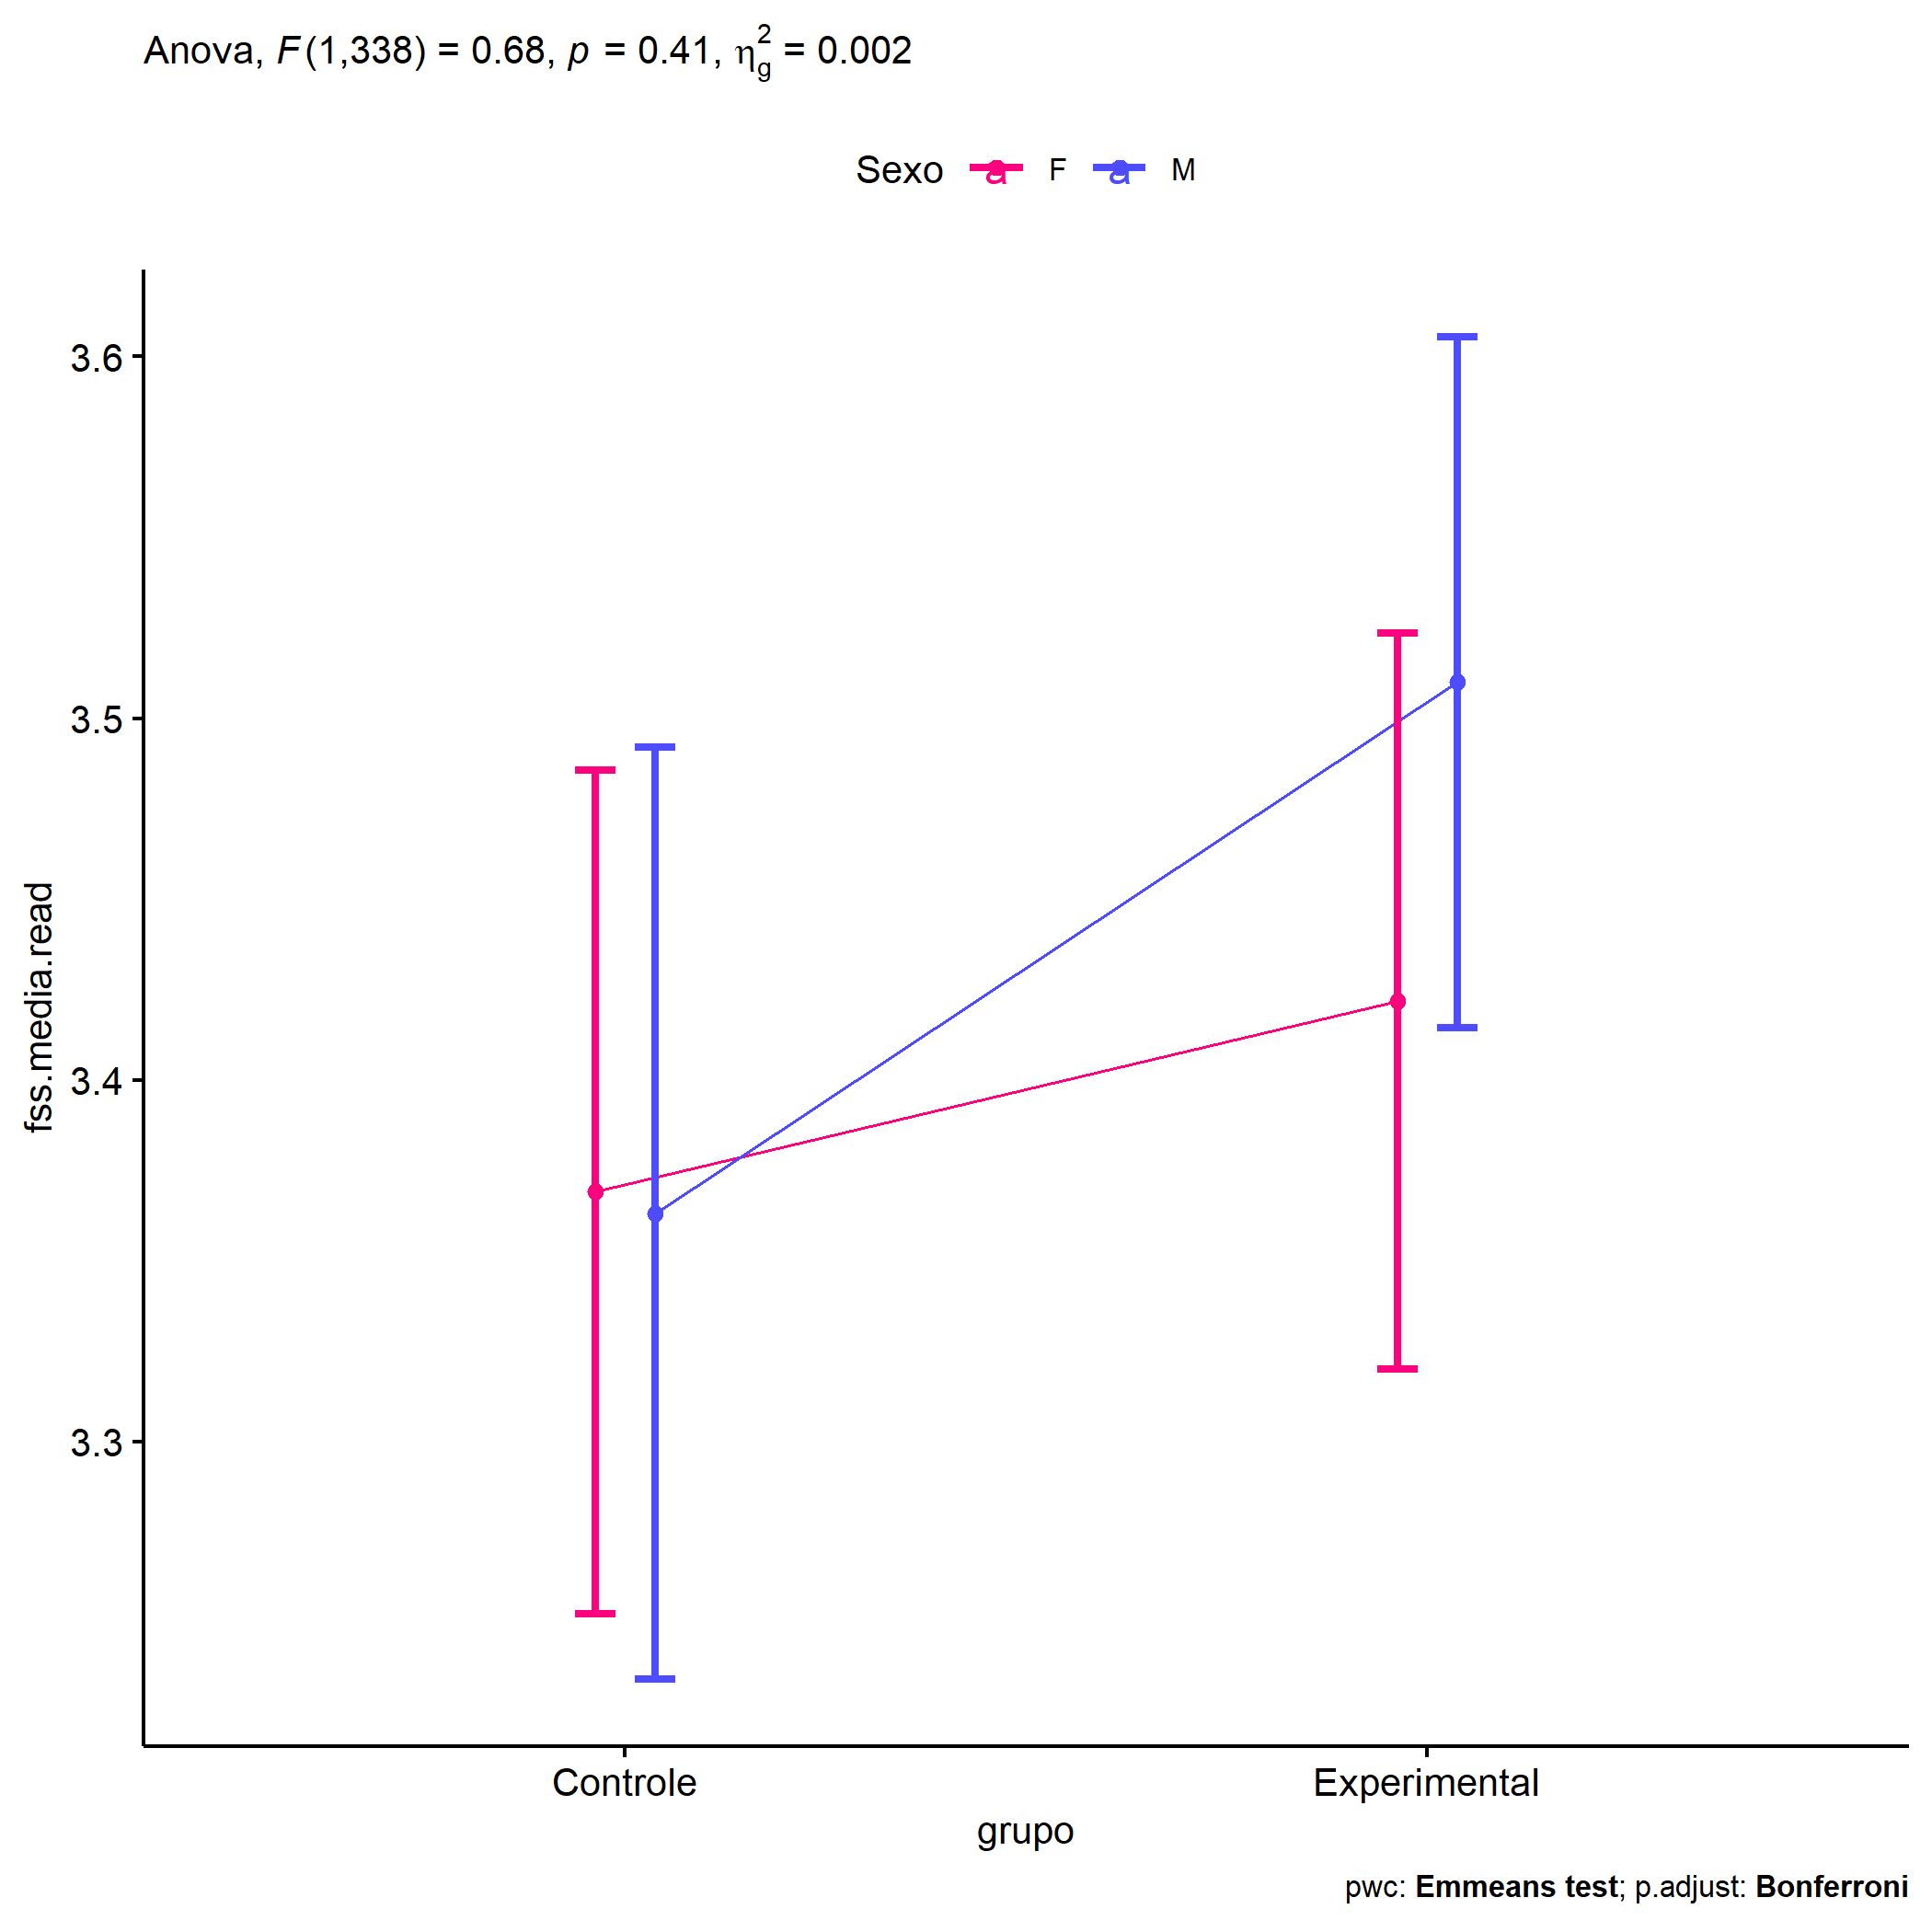 Anova, F(1,338) = 0.68, p = 0.41, η²g = 0.002
Sexo a F a M
3.6
3.5
3.4
3.3
fss.media.read
Controle Experimental
grupo
pwc: Emmeans test; p.adjust: Bonferroni